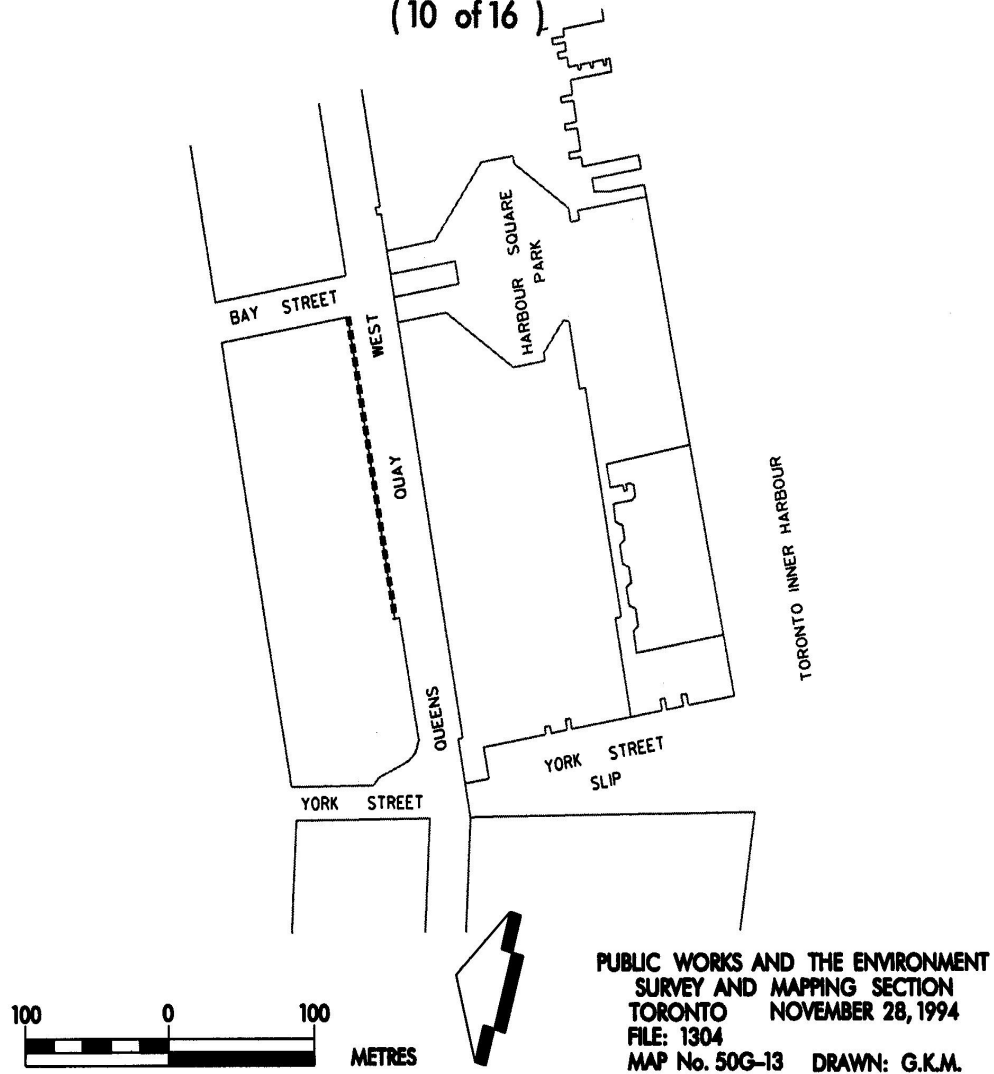 (10 of 16)
BAY STREET
WEST
QUAY
QUEENS
HARBOUR SQUARE
PARK
TORONTO INNER HARBOUR
YORK STREET
SLIP
YORK STREET
100 0 100
METRES
PUBLIC WORKS AND THE ENVIRONMENT
SURVEY AND MAPPING SECTION
TORONTO NOVEMBER 28, 1994
FILE: 1304
MAP No. 50G-13 DRAWN: G.K.M.